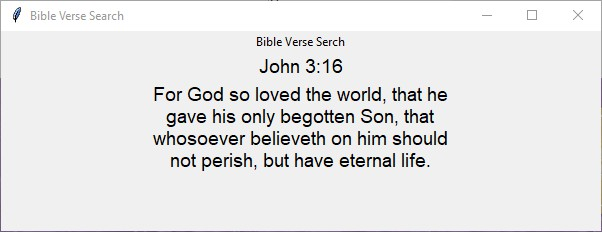 Bible Verse Search
Bible Verse Serch
John 3:16
For God so loved the world, that he
gave his only begotten Son, that
whosoever believeth on him should
not perish, but have eternal life.